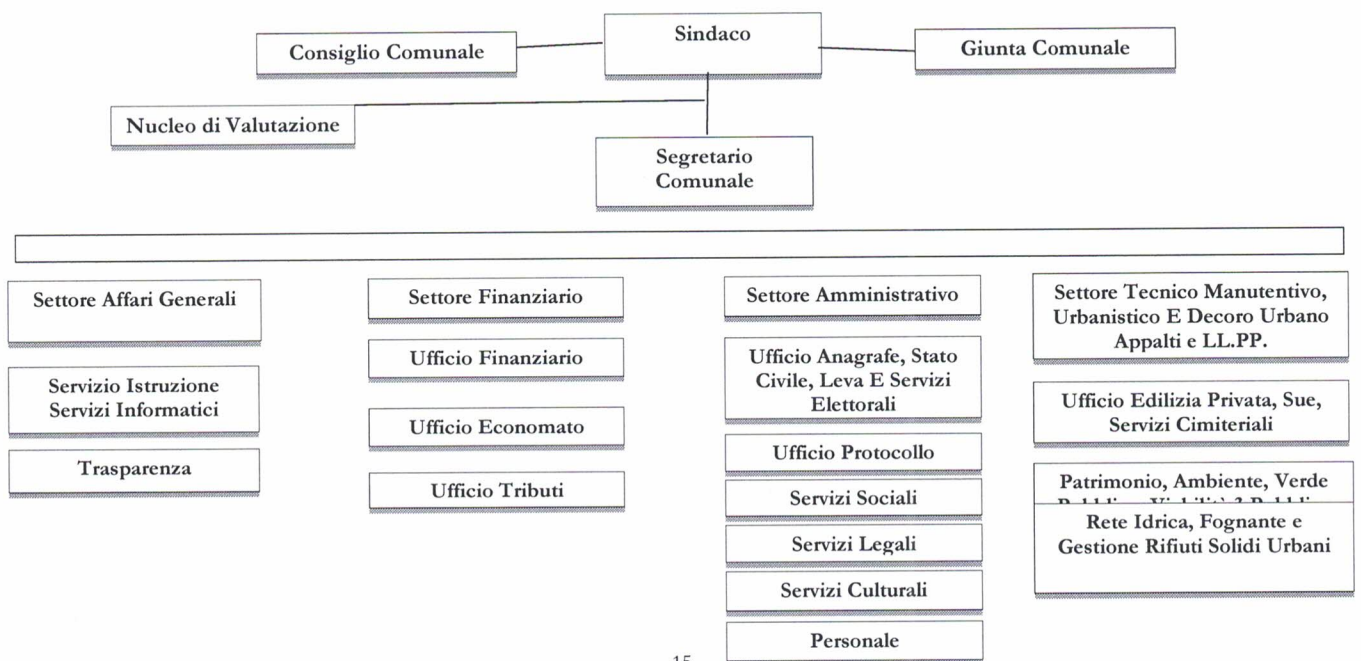 Sindaco
Consiglio Comunale
Giunta Comunale
Nucleo di Valutazione
Segretario
Comunale
Settore Affari Generali
Servizio Istruzione
Servizi Informatici
Trasparenza
Settore Finanziario
Ufficio Finanziario
Ufficio Economato
Ufficio Tributi
Settore Amministrativo
Ufficio Anagrafe, Stato
Civile, Leva E Servizi
Elettorali
Ufficio Protocollo
Servizi Sociali
Servizi Legali
Servizi Culturali
Personale
Settore Tecnico Manutentivo,
Urbanistico E Decoro Urbano
Appalti e LL.PP.
Ufficio Edilizia Privata, Sue,
Servizi Cimiteriali
Patrimonio, Ambiente, Verde
Rete Idrica, Fognante e
Gestione Rifiuti Solidi Urbani